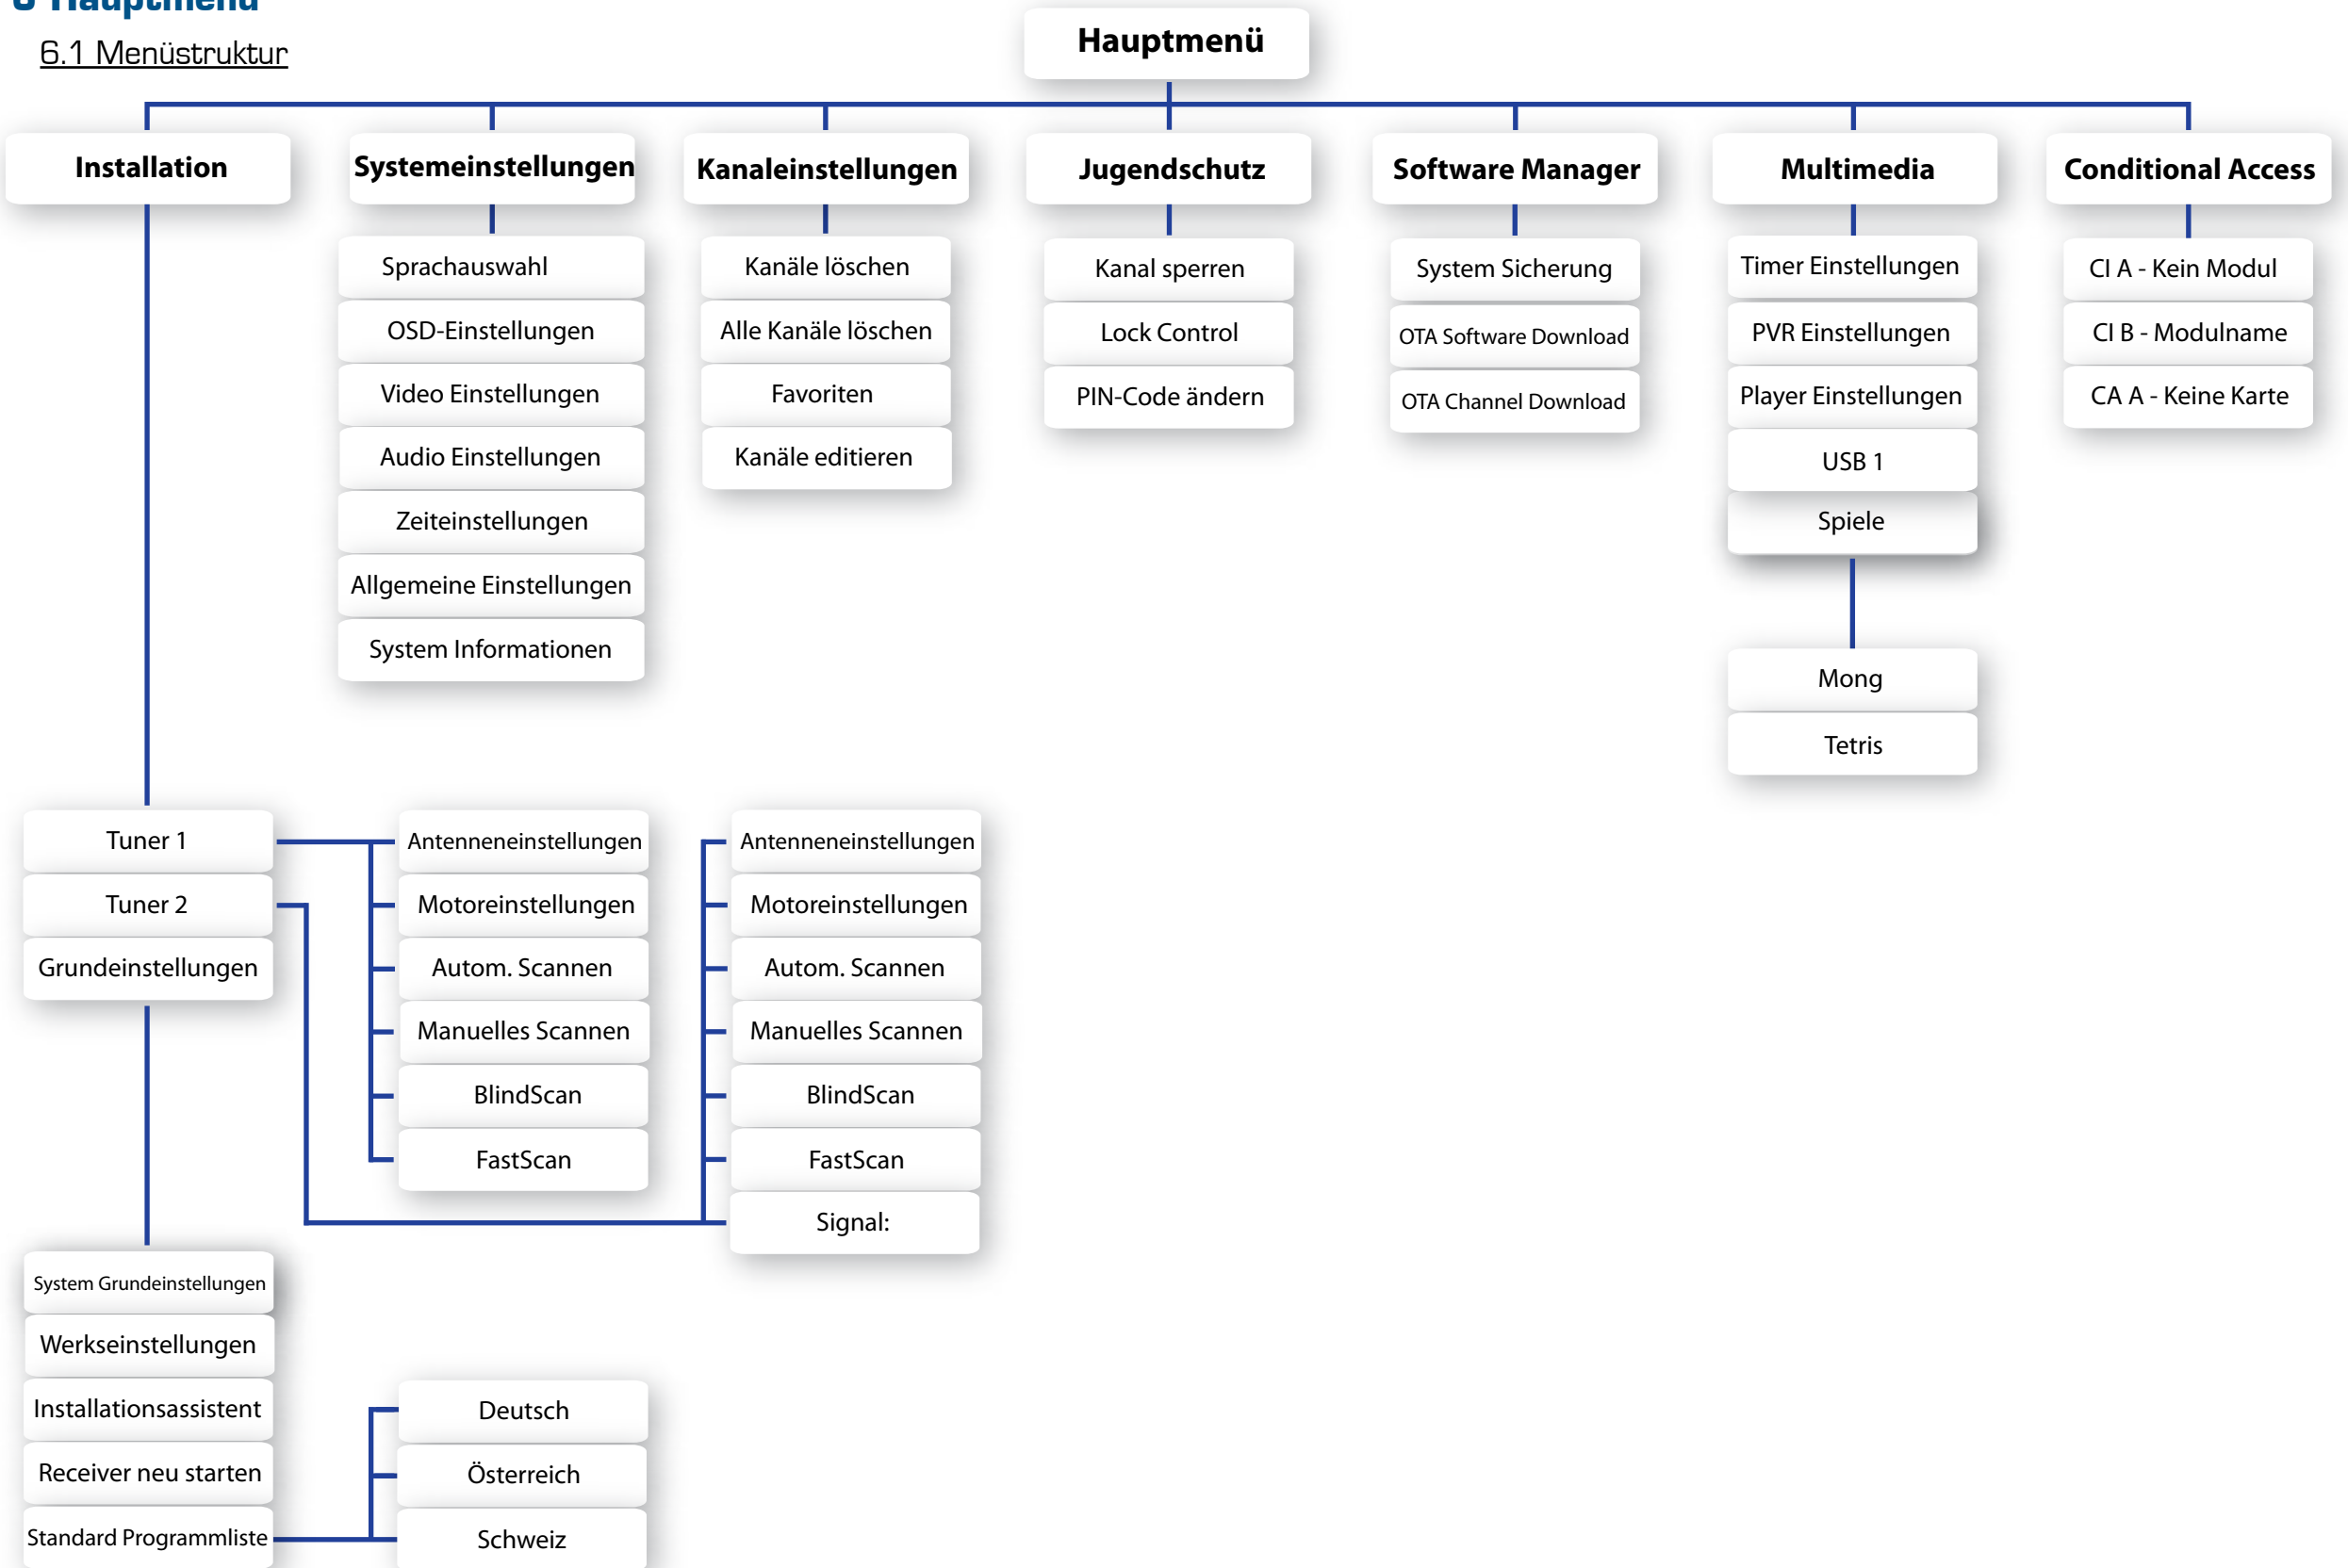 6 Hauptmenü
6.1 Menüstruktur
Hauptmenü
Installation
Systemeinstellungen
Kanaleinstellungen
Jugendschutz
Software Manager
Multimedia
Conditional Access
Sprachauswahl
OSD-Einstellungen
Video Einstellungen
Audio Einstellungen
Zeiteinstellungen
Allgemeine Einstellungen
System Informationen
Kanäle löschen
Alle Kanäle löschen
Favoriten
Kanäle editieren
Kanal sperren
Lock Control
PIN-Code ändern
System Sicherung
OTA Software Download
OTA Channel Download
Timer Einstellungen
PVR Einstellungen
Player Einstellungen
USB 1
Spiele
Mong
Tetris
CI A - Kein Modul
CI B - Modulname
CA A - Keine Karte
Tuner 1
Tuner 2
Grundeinstellungen
Antenneneinstellungen
Motoreinstellungen
Autom. Scannen
Manuelles Scannen
BlindScan
FastScan
Antenneneinstellungen
Motoreinstellungen
Autom. Scannen
Manuelles Scannen
BlindScan
FastScan
Signal:
System Grundeinstellungen
Werkseinstellungen
Installationsassistent
Receiver neu starten
Standard Programmliste
Deutsch
Österreich
Schweiz